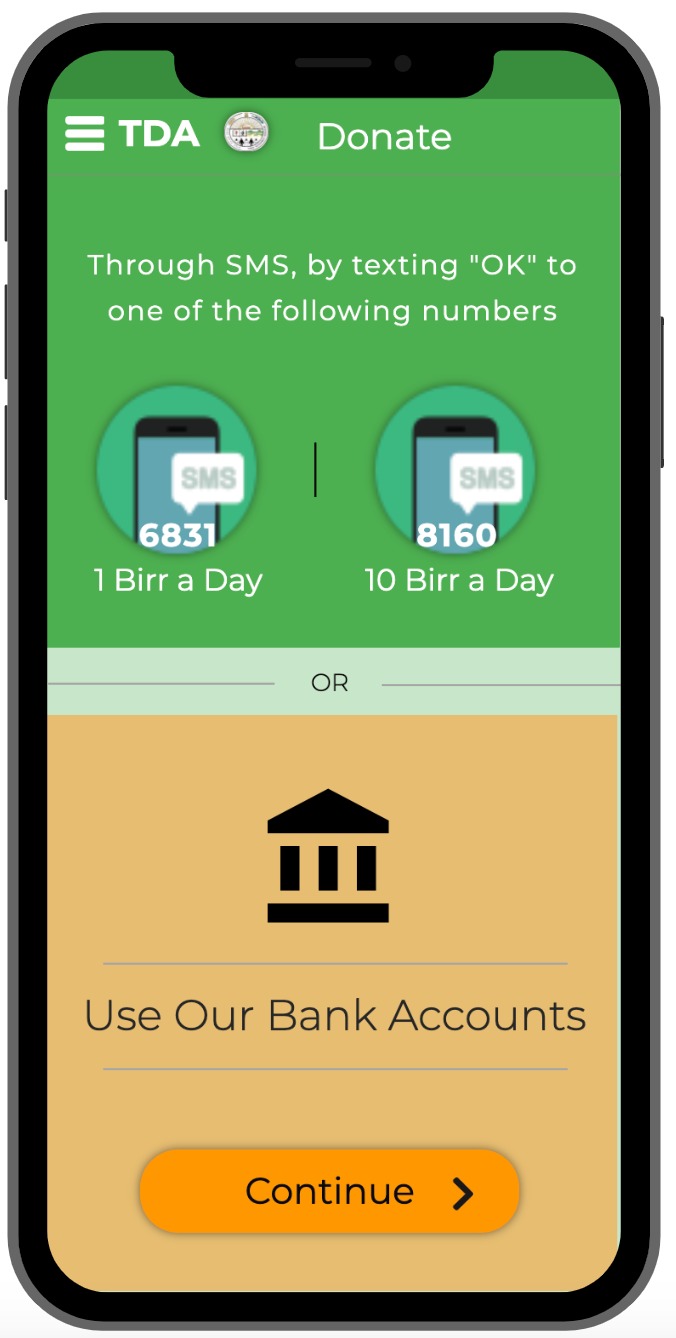 TDA
Donate
Through SMS, by texting "OK" to
one of the following numbers
SMS
6831
1 Birr a Day
SMS
8160
10 Birr a Day
OR
Use Our Bank Accounts
Continue